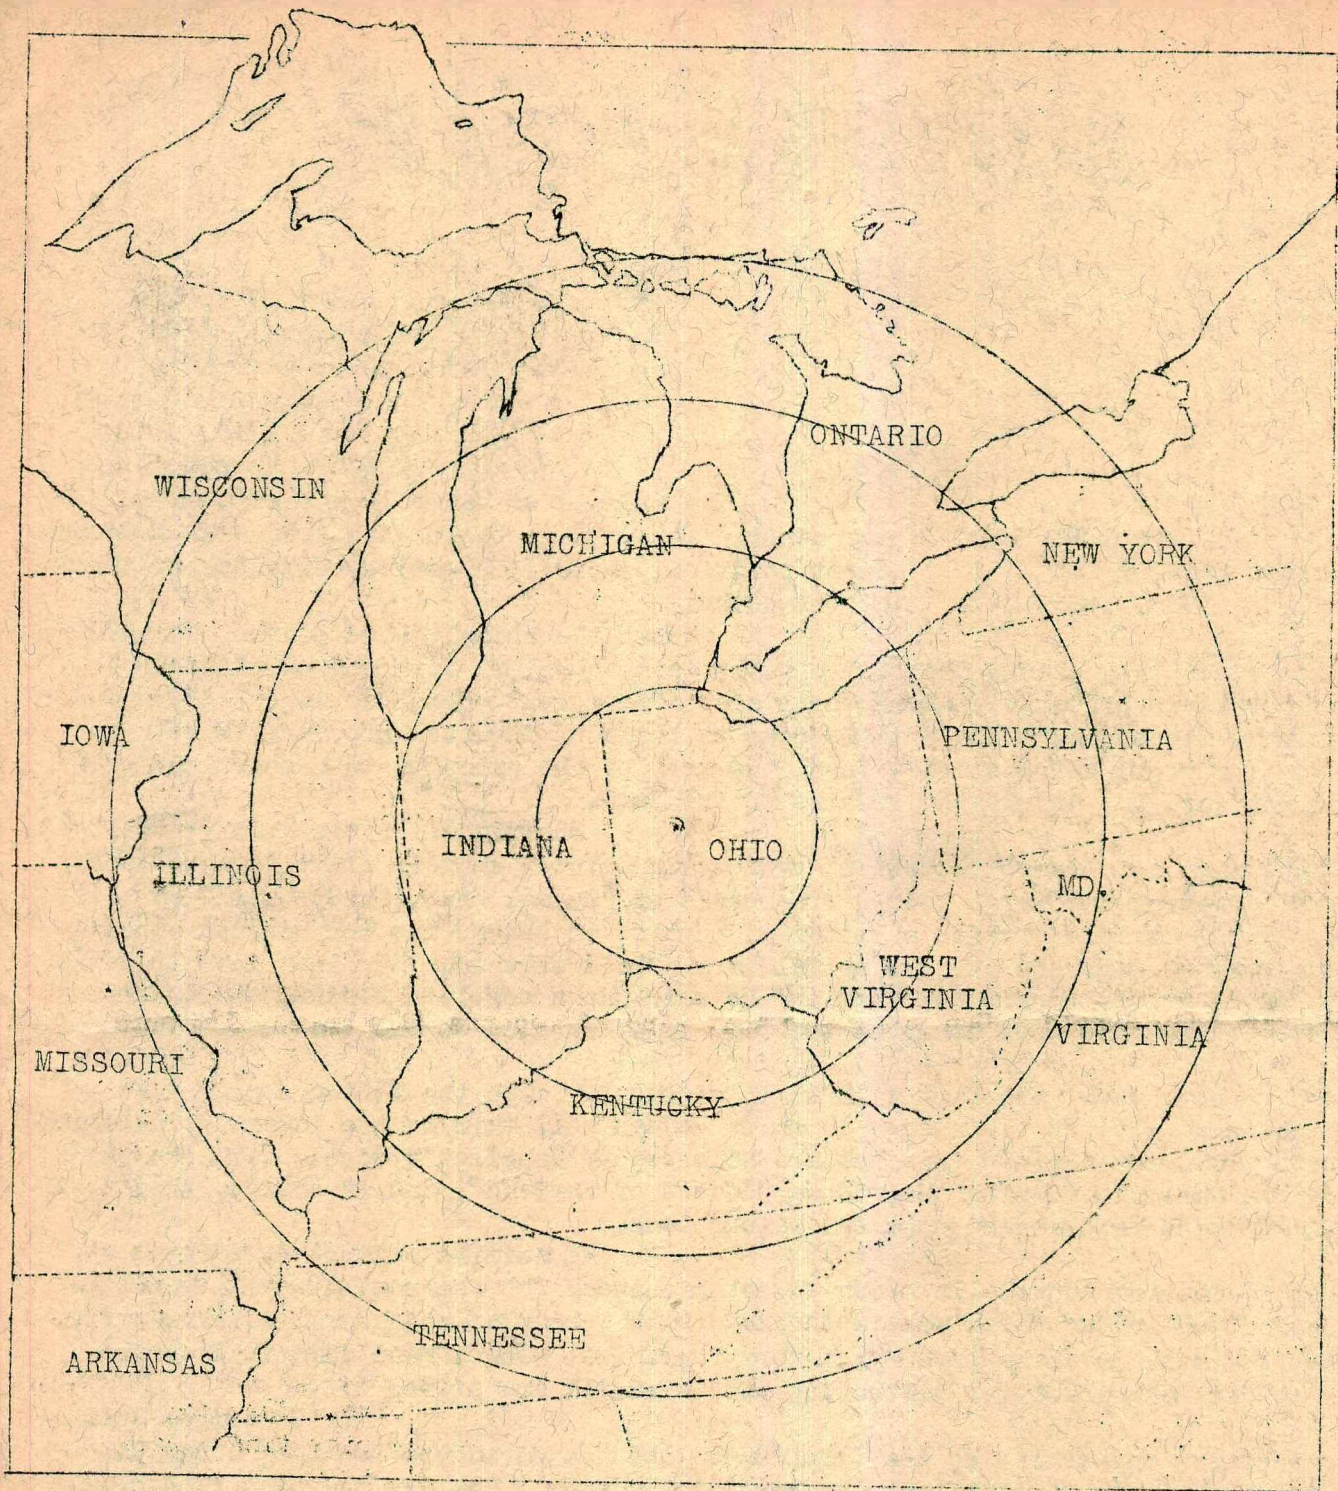 ONTARIO
WISCONSIN
MICHIGAN
NEW YORK
IOWA
PENNSYLVANIA
INDIANA
OHIO
ILLINOIS
MD.
WEST
VIRGINIA
VIRGINIA
MISSOURI
KENTUCKY
TENNESSEE
ARKANSAS